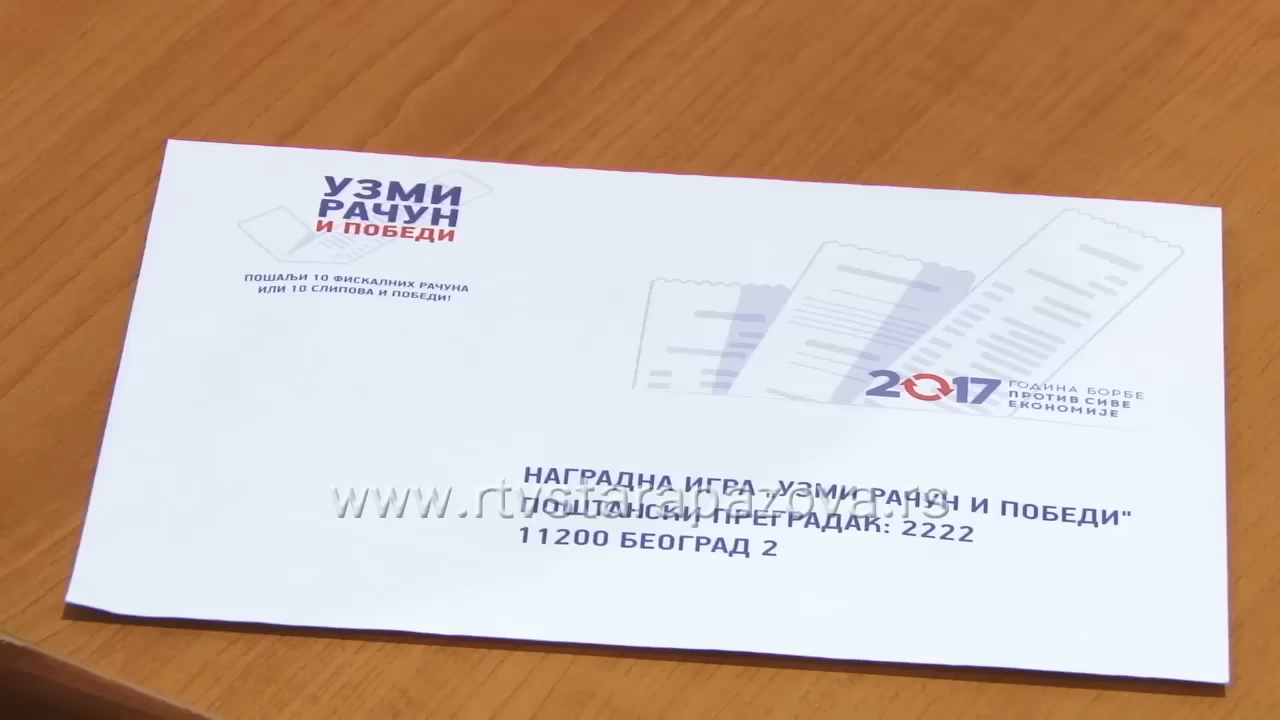 УЗМИ
РАЧУН
И ПОБЕДИ
ПОШАЉИ 10 ФИСКАЛНИХ РАЧУНА
ИЛИ 10 СЛИПОВА И ПОБЕДИ!
2017 ГОДИНА БОРБЕ
ПРОТИВ СИВЕ
ЕКОНОМИЈЕ
НАГРАДНА ИГРА „УЗМИ РАЧУН И ПОБЕДИ"
www.rtvstarapazova.rs
ПОШТАНСКИ ПРЕГРАДАК: 2222
11200 БЕОГРАД 2